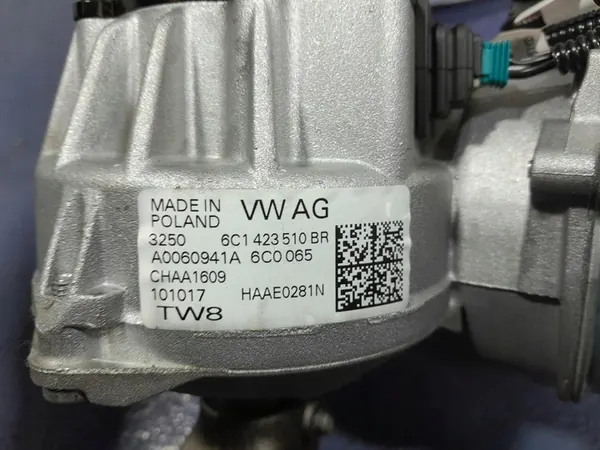 MADE IN VW AG
POLAND
3250 6C1 423 510 BR
A0060941A 6C0 065
CHAA1609
101017 HAAE0281N
TW8